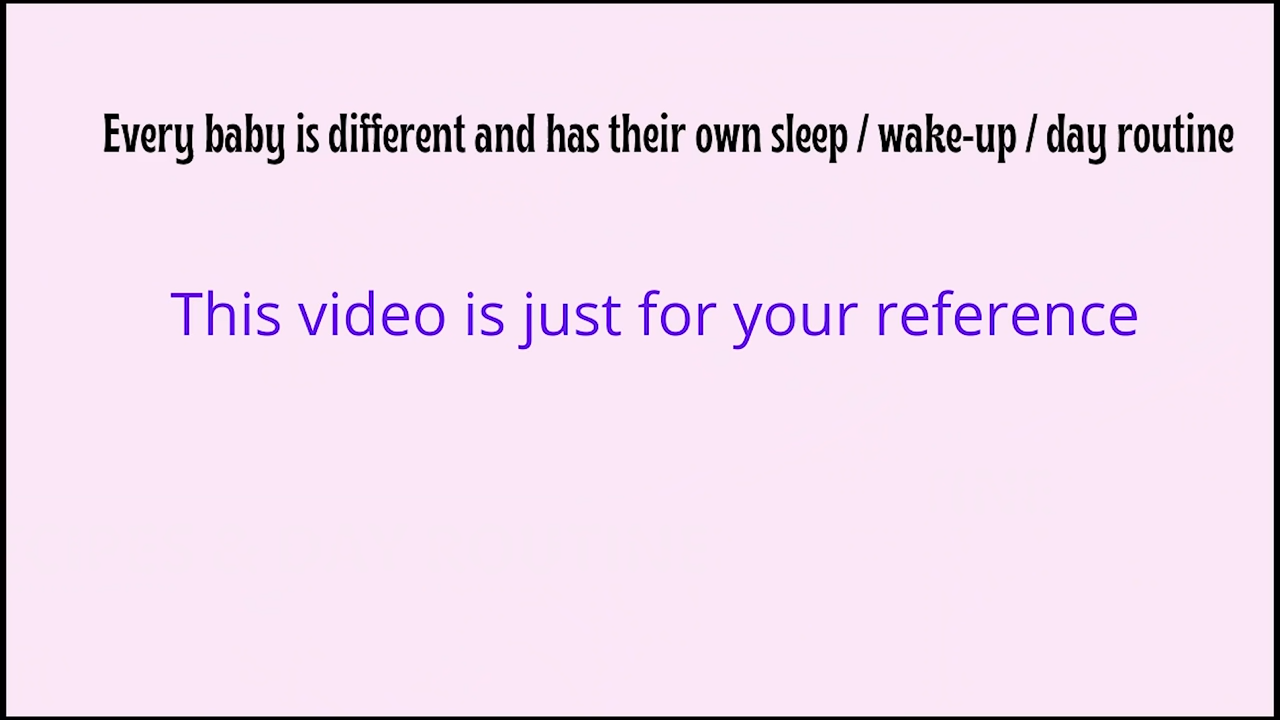 Every baby is different and has their own sleep / wake-up / day routine
This video is just for your reference